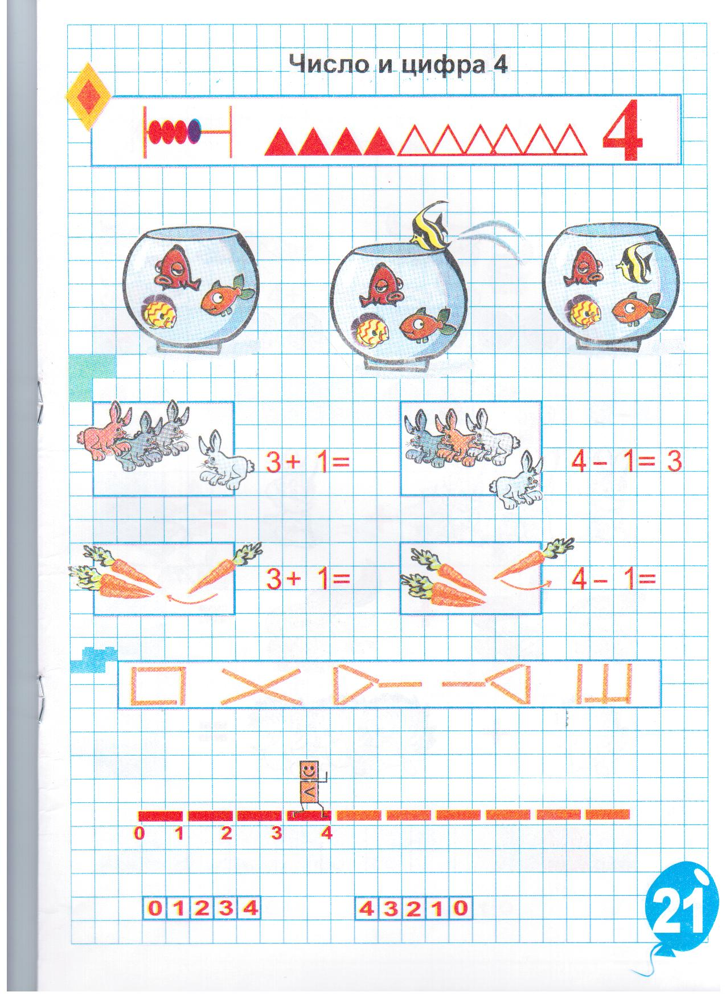 Число и цифра 4
4
3 + 1 =
4 – 1 = 3
3 + 1 =
4 – 1 =
0 1 2 3 4
0 1 2 3 4
4 3 2 1 0
21